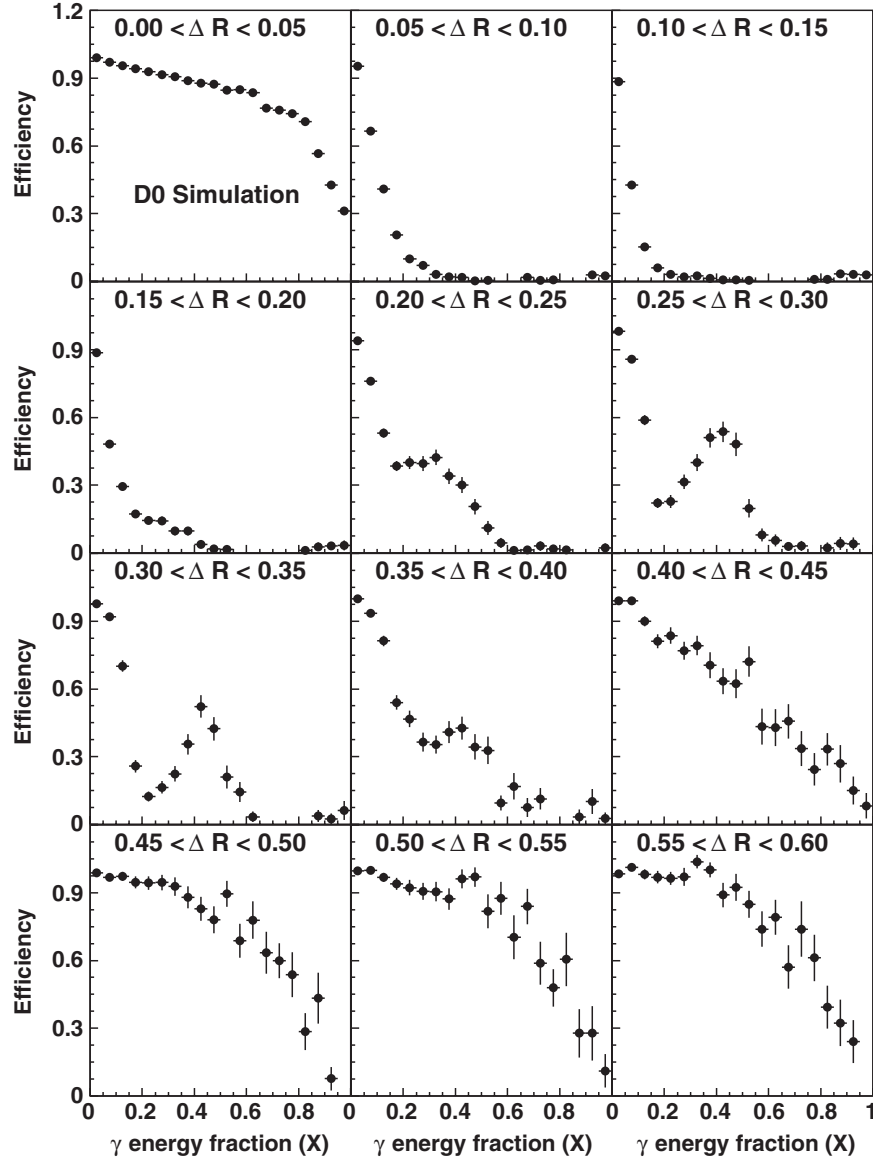 0.00 < Δ R < 0.05
0.05 < Δ R < 0.10
0.10 < Δ R < 0.15
1.2
0.9
0.6
0.3
0
Efficiency
D0 Simulation
0.15 < Δ R < 0.20
0.20 < Δ R < 0.25
0.25 < Δ R < 0.30
0.9
0.6
0.3
0
Efficiency
0.30 < Δ R < 0.35
0.35 < Δ R < 0.40
0.40 < Δ R < 0.45
0.9
0.6
0.3
0
Efficiency
0.45 < Δ R < 0.50
0.50 < Δ R < 0.55
0.55 < Δ R < 0.60
0.9
0.6
0.3
0
Efficiency
0 0.2 0.4 0.6 0.8 0 0.2 0.4 0.6 0.8 0 0.2 0.4 0.6 0.8 1
γ energy fraction (X)
γ energy fraction (X)
γ energy fraction (X)